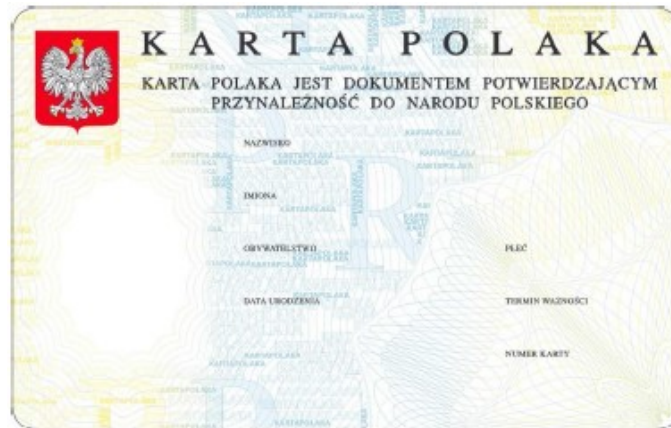 KARTA POLAKA
KARTA POLAKA JEST DOKUMENTEM POTWIERDZAJĄCYM
PRZYNALEŻNOŚĆ DO NARODU POLSKIEGO
NAZWISKO
IMIONA
OBYWATELSTWO
PŁEĆ
DATA URODZENIA
TERMIN WAŻNOŚCI
NUMER KARTY